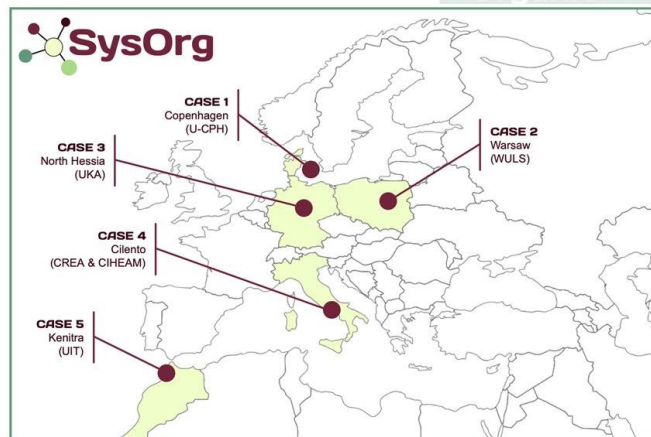 SysOrg
CASE 1
Copenhagen
(U-CPH)
CASE 2
Warsaw
(WULS)
CASE 3
North Hessia
(UKA)
CASE 4
Cilento
(CREA & CIHEAM)
CASE 5
Kenitra
(UIT)